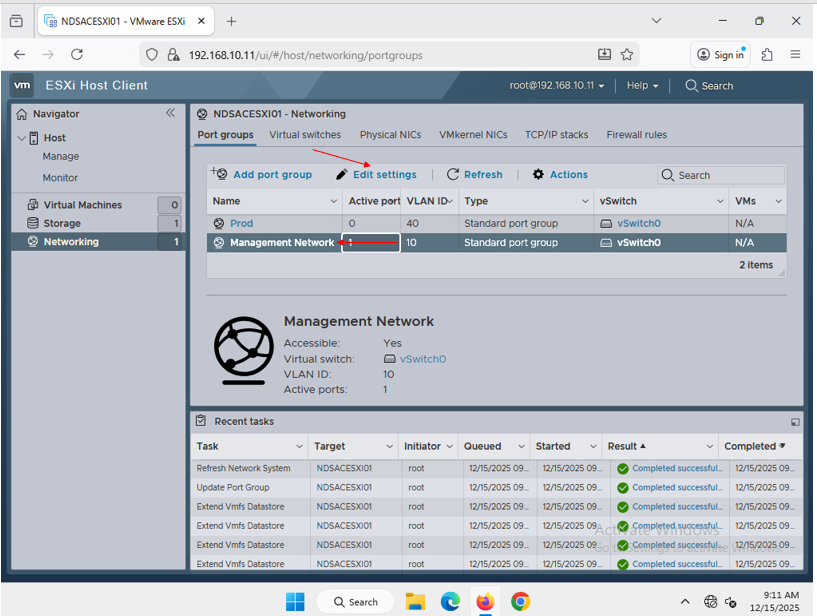 NDSACESXI01 - VMware ESXi
192.168.10.11/ui/#/host/networking/portgroups
Sign in
vm ESXi Host Client
root@192.168.10.11
Help
Search
Navigator
Host
Manage
Monitor
Virtual Machines 0
Storage 1
Networking 1
NDSACESXI01 - Networking
Port groups Virtual switches Physical NICs VMkernel NICs TCP/IP stacks Firewall rules
Add port group Edit settings Refresh Actions Search
Name Active port VLAN ID Type vSwitch VMs
Prod 0 40 Standard port group vSwitch0 N/A
Management Network 1 10 Standard port group vSwitch0 N/A
2 items
Management Network
Accessible: Yes
Virtual switch: vSwitch0
VLAN ID: 10
Active ports: 1
Recent tasks
Task Target Initiator Queued Started Result Completed
Refresh Network System NDSACESXI01 root 12/15/2025 09... 12/15/2025 09... Completed successful... 12/15/2025 09...
Update Port Group NDSACESXI01 root 12/15/2025 09... 12/15/2025 09... Completed successful... 12/15/2025 09...
Extend Vmfs Datastore NDSACESXI01 root 12/15/2025 09... 12/15/2025 09... Completed successful... 12/15/2025 09...
Extend Vmfs Datastore NDSACESXI01 root 12/15/2025 09... 12/15/2025 09... Completed successful... 12/15/2025 09...
Activate Windows
Extend Vmfs Datastore NDSACESXI01 root 12/15/2025 09... 12/15/2025 09... Completed successful... 12/15/2025 09...
Go to Settings to activate Windows.
Extend Vmfs Datastore NDSACESXI01 root 12/15/2025 09... 12/15/2025 09... Completed successful... 12/15/2025 09...
Search
9:11 AM
12/15/2025